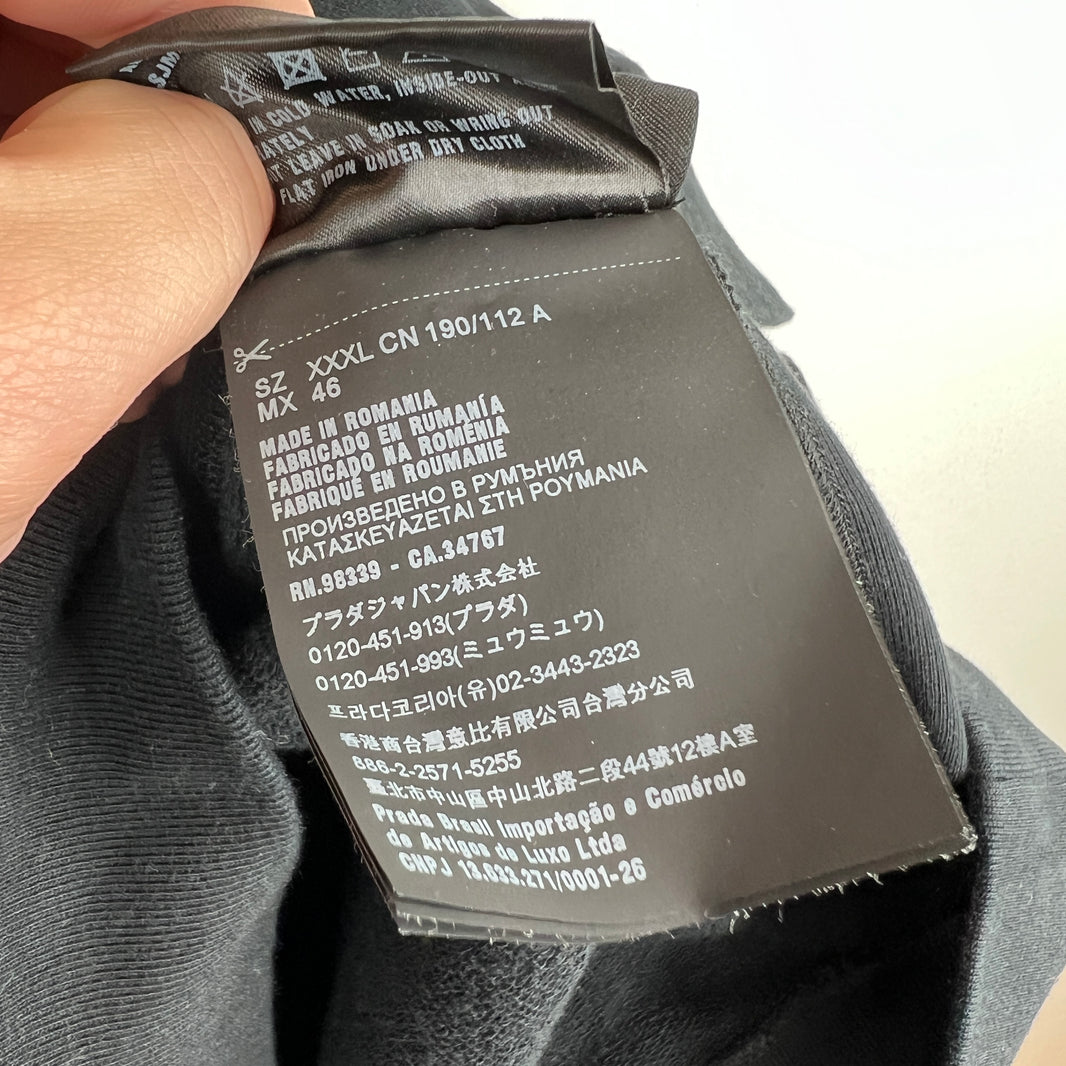 SJM
IN COLD WATER, INSIDE-OUT
ATELY
LEAVE IN SOAK OR WRING OUT
FLAT IRON UNDER DRY CLOTH
SZ XXXL CN 190/112 A
MX 46
MADE IN ROMANIA
FABRICADO EN RUMANÍA
FABRICADO NA ROMÉNIA
FABRIQUÉ EN ROUMANIE
ПРОИЗВЕДЕНО В РУМЪНИЯ
ΚΑΤΑΣΚΕΥΑΖΕΤΑΙ ΣΤΗ ΡΟΥΜΑΝΙΑ
RN.98339 - CA.34767
プラダジャパン株式会社
0120-451-913(プラダ)
0120-451-993(ミュウミュウ)
프라다코리아(유)02-3443-2323
香港商台灣意比有限公司台灣分公司
886-2-2571-5255
臺北市中山區中山北路二段44號12樓A室
Prada Brasil Importação e Comércio
de Artigos de Luxo Ltda
CNPJ 13.633.271/0001-26